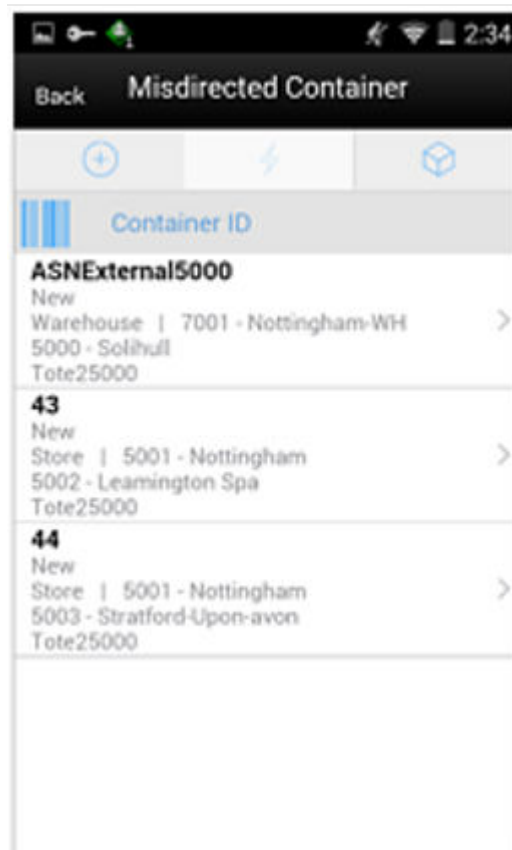 2:34
Back Misdirected Container
Container ID
ASNExternal5000
New
Warehouse | 7001 - Nottingham-WH
5000 - Solihull
Tote25000
43
New
Store | 5001 - Nottingham
5002 - Leamington Spa
Tote25000
44
New
Store | 5001 - Nottingham
5003 - Stratford-Upon-avon
Tote25000